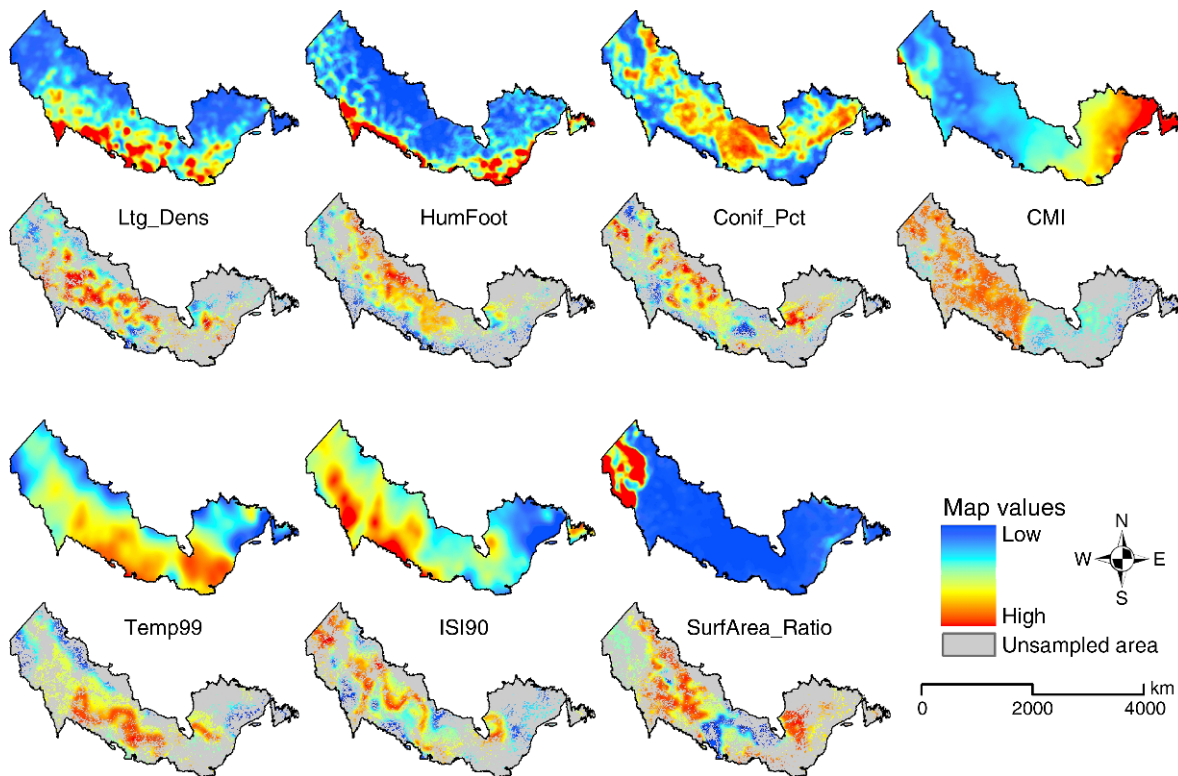 Ltg_Dens
HumFoot
Conif_Pct
CMI
Temp99
ISI90
SurfArea_Ratio
Map values
Low
High
Unsampled area
N
W
E
S
km
0
2000
4000